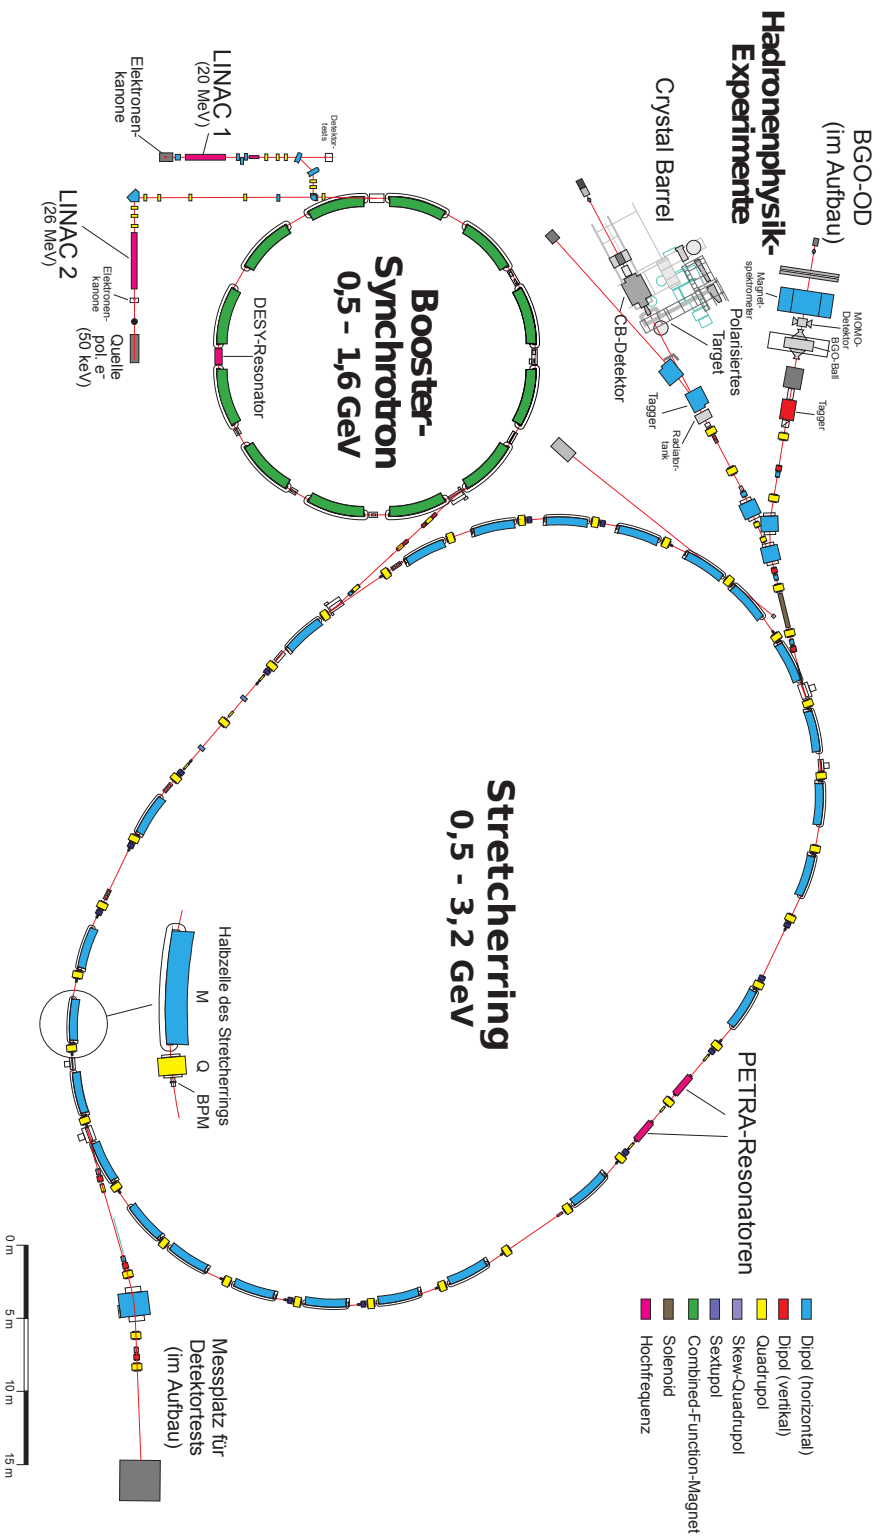 Hadronenphysik-
Experimente
BGO-OD
(im Aufbau)
Crystal Barrel
Magnet-
spektrometer
MOMO-
Detektor
BGO-Ball
Tagger
Polarisiertes
Target
CB-Detektor
Tagger
Radiator-
tank
LINAC 1
(20 MeV)
Elektronen-
kanone
Detektor-
tests
LINAC 2
(26 MeV)
Elektronen-
kanone
Quelle
pol. e⁻
(50 keV)
Booster-
Synchrotron
0,5 - 1,6 GeV
DESY-Resonator
Stretcherring
0,5 - 3,2 GeV
Halbzelle des Stretcherrings
M
Q
BPM
PETRA-Resonatoren
Dipol (horizontal)
Dipol (vertikal)
Quadrupol
Skew-Quadrupol
Sextupol
Combined-Function-Magnet
Solenoid
Hochfrequenz
Messplatz für
Detektortests
(im Aufbau)
0 m
5 m
10 m
15 m